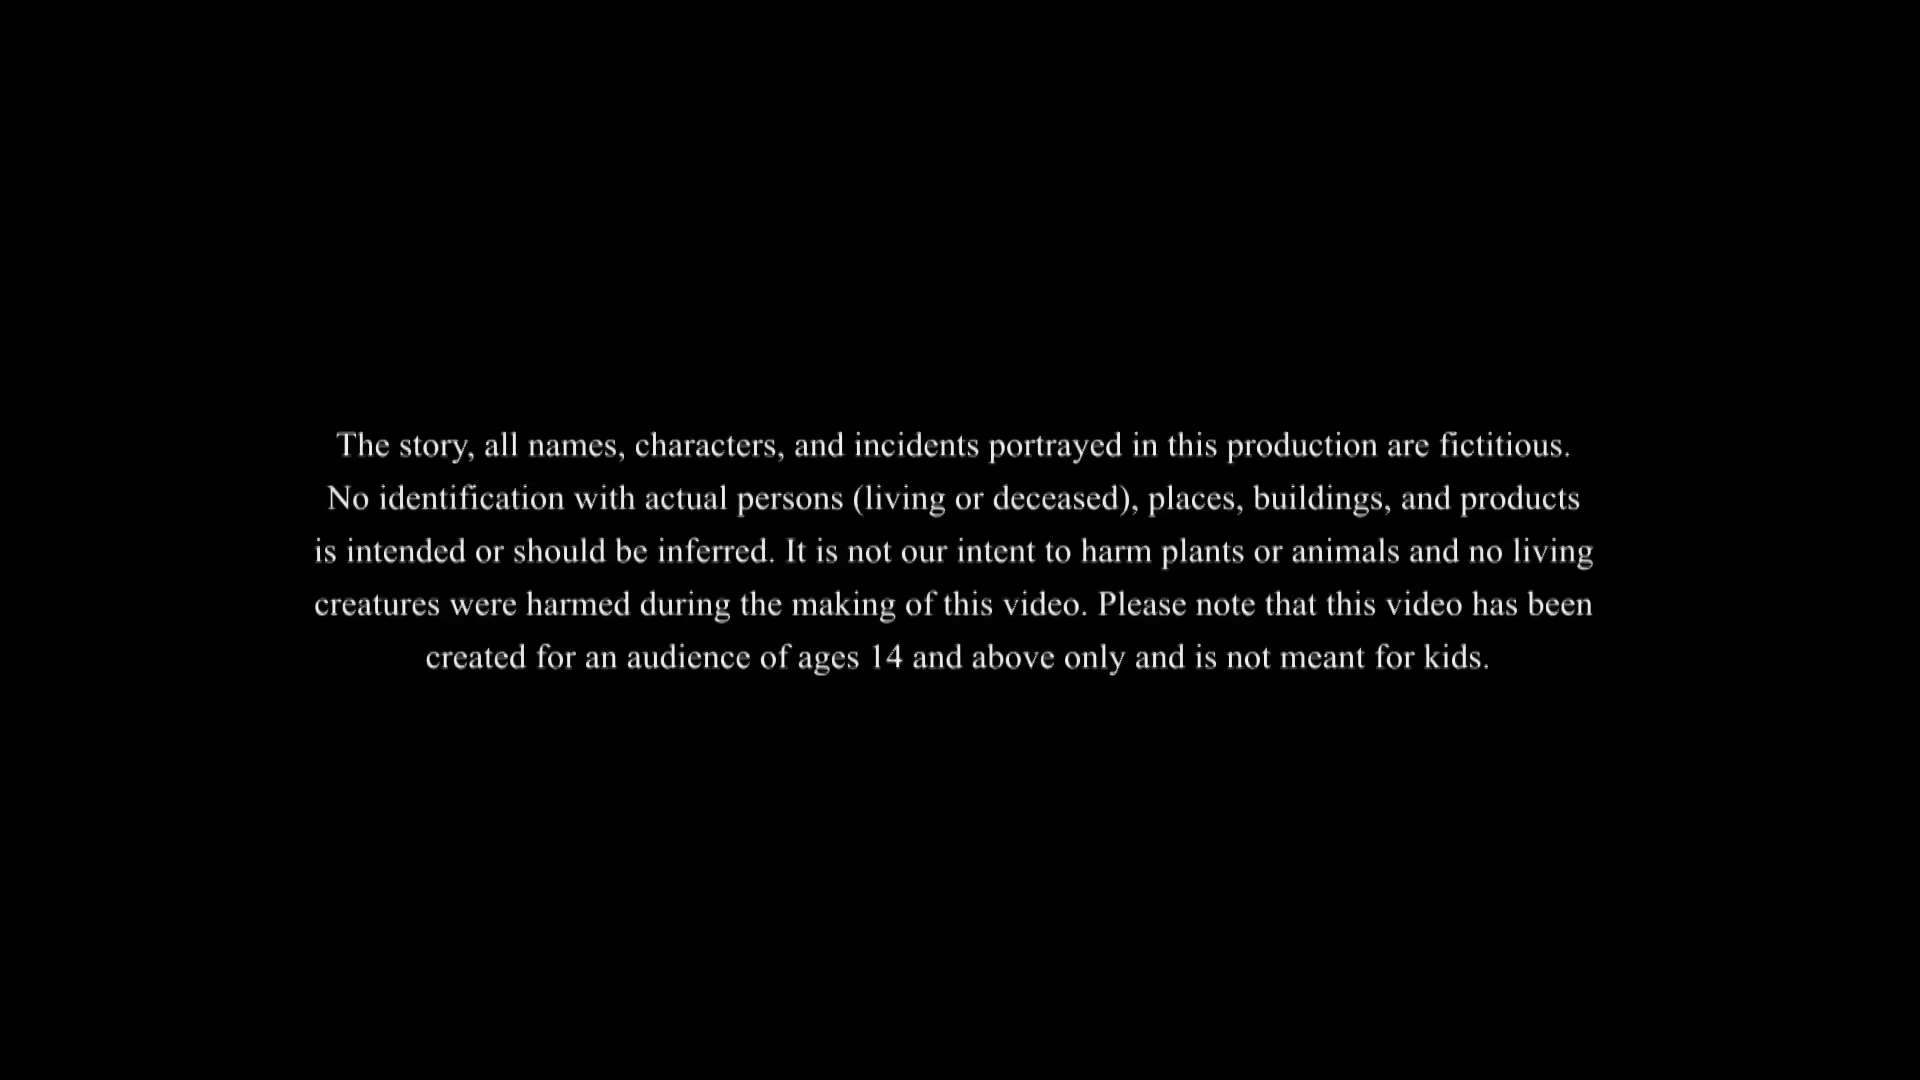 The story, all names, characters, and incidents portrayed in this production are fictitious.
No identification with actual persons (living or deceased), places, buildings, and products
is intended or should be inferred. It is not our intent to harm plants or animals and no living
creatures were harmed during the making of this video. Please note that this video has been
created for an audience of ages 14 and above only and is not meant for kids.